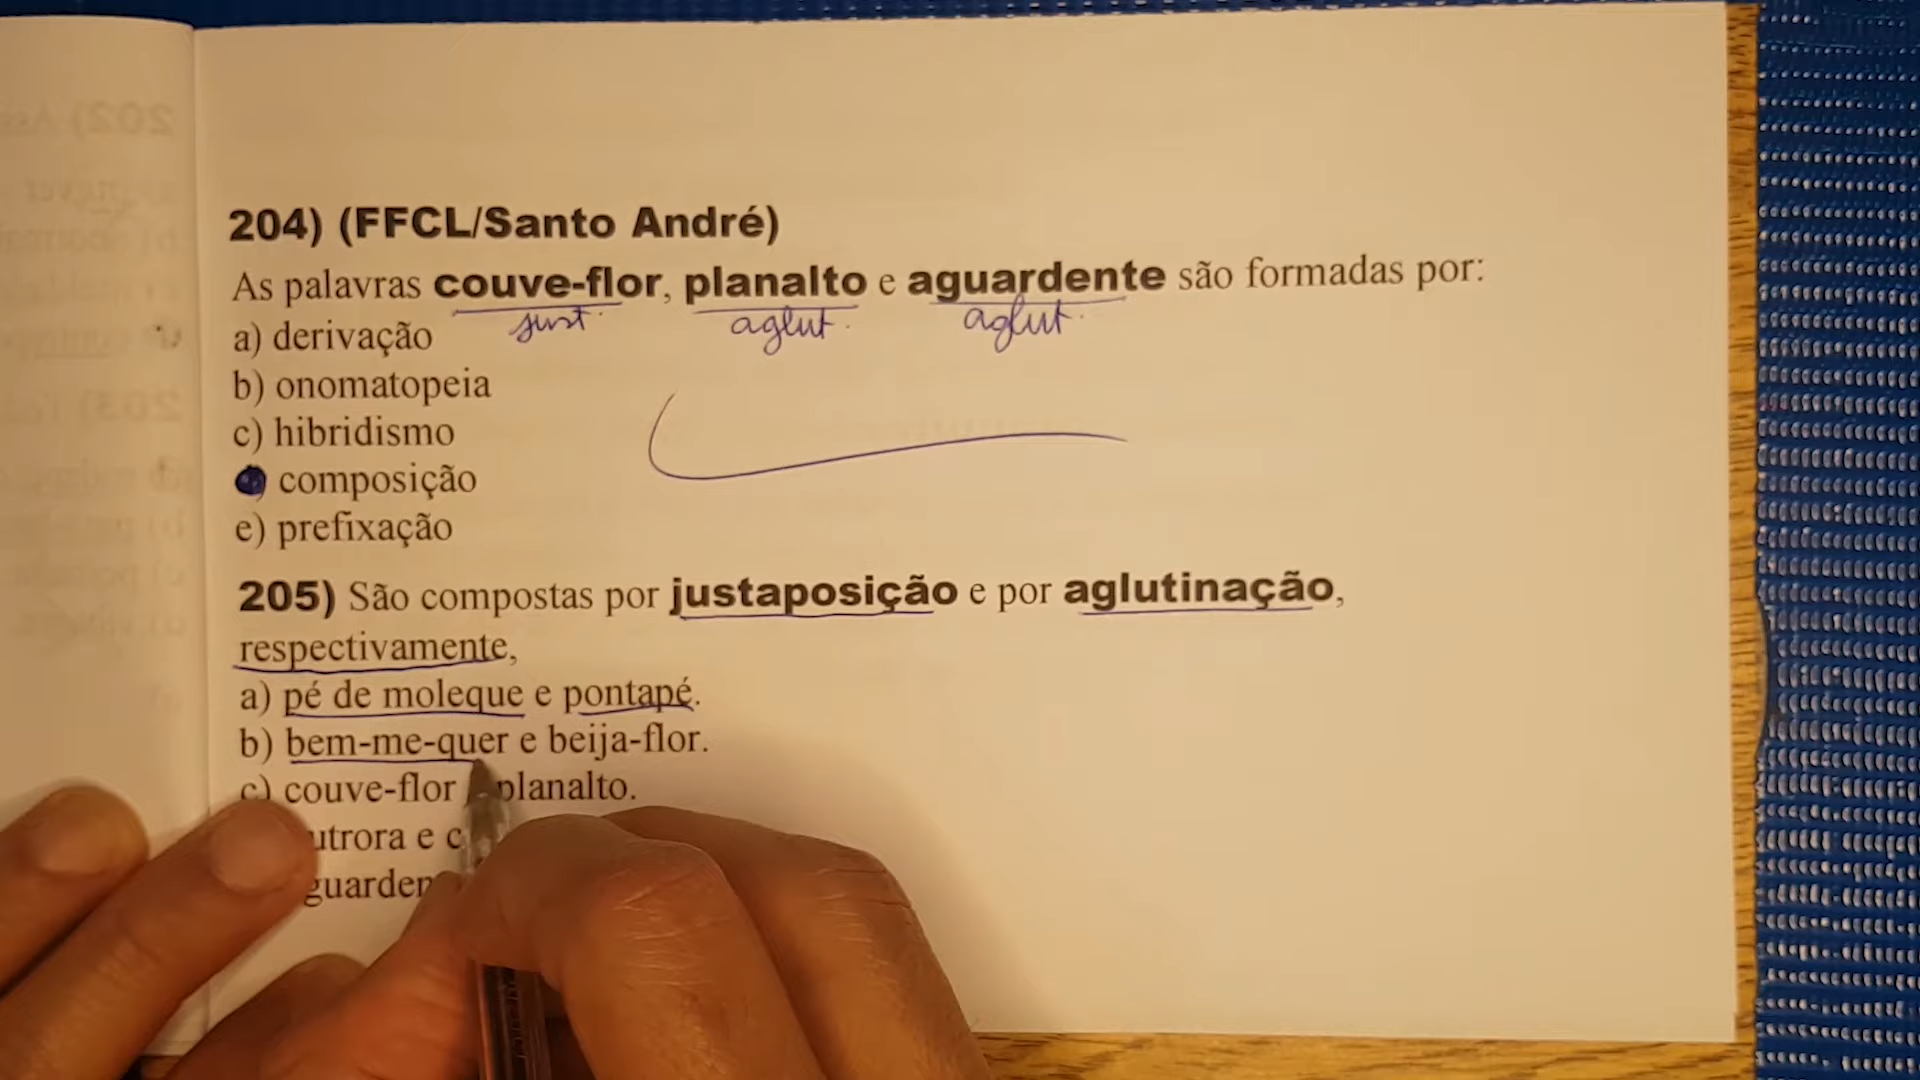 204) (FFCL/Santo André)
As palavras couve-flor, planalto e aguardente são formadas por:
just. aglut. aglut.
a) derivação
b) onomatopeia
c) hibridismo
composição
e) prefixação
205) São compostas por justaposição e por aglutinação,
respectivamente,
a) pé de moleque e pontapé.
b) bem-me-quer e beija-flor.
c) couve-flor planalto.
utrora e c
guarden
202)
203)